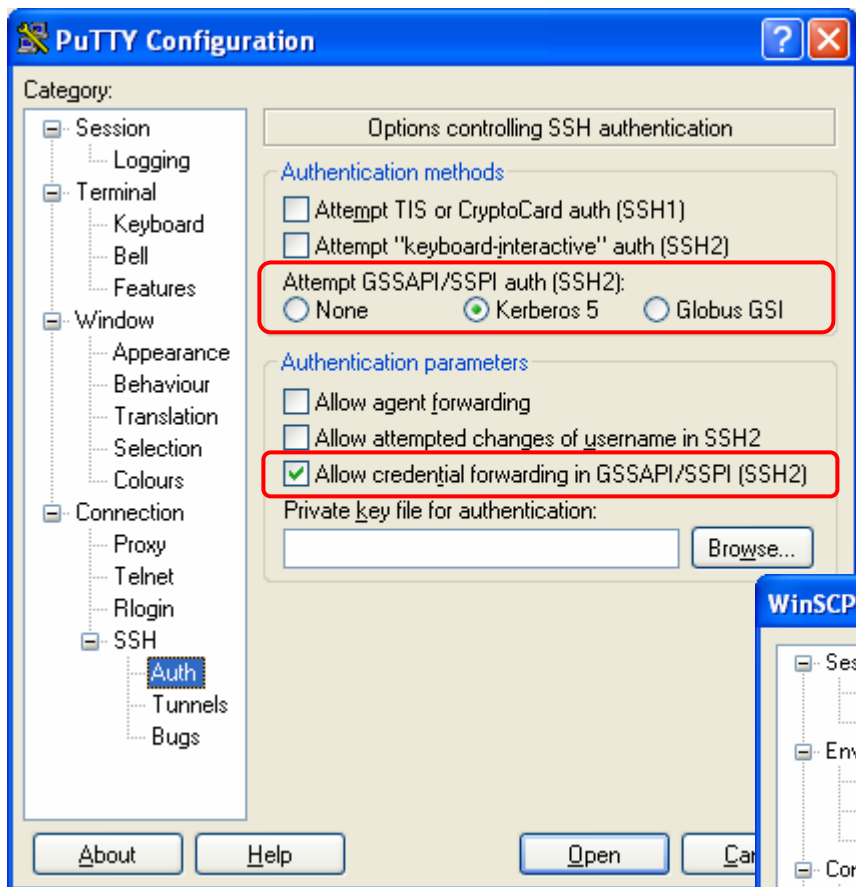 PuTTY Configuration
Category:
Session
Logging
Terminal
Keyboard
Bell
Features
Window
Appearance
Behaviour
Translation
Selection
Colours
Connection
Proxy
Telnet
Rlogin
SSH
Auth
Tunnels
Bugs
Options controlling SSH authentication
Authentication methods
Attempt TIS or CryptoCard auth (SSH1)
Attempt "keyboard-interactive" auth (SSH2)
Attempt GSSAPI/SSPI auth (SSH2):
None Kerberos 5 Globus GSI
Authentication parameters
Allow agent forwarding
Allow attempted changes of username in SSH2
Allow credential forwarding in GSSAPI/SSPI (SSH2)
Private key file for authentication:
Browse...
About Help Open
WinSCP